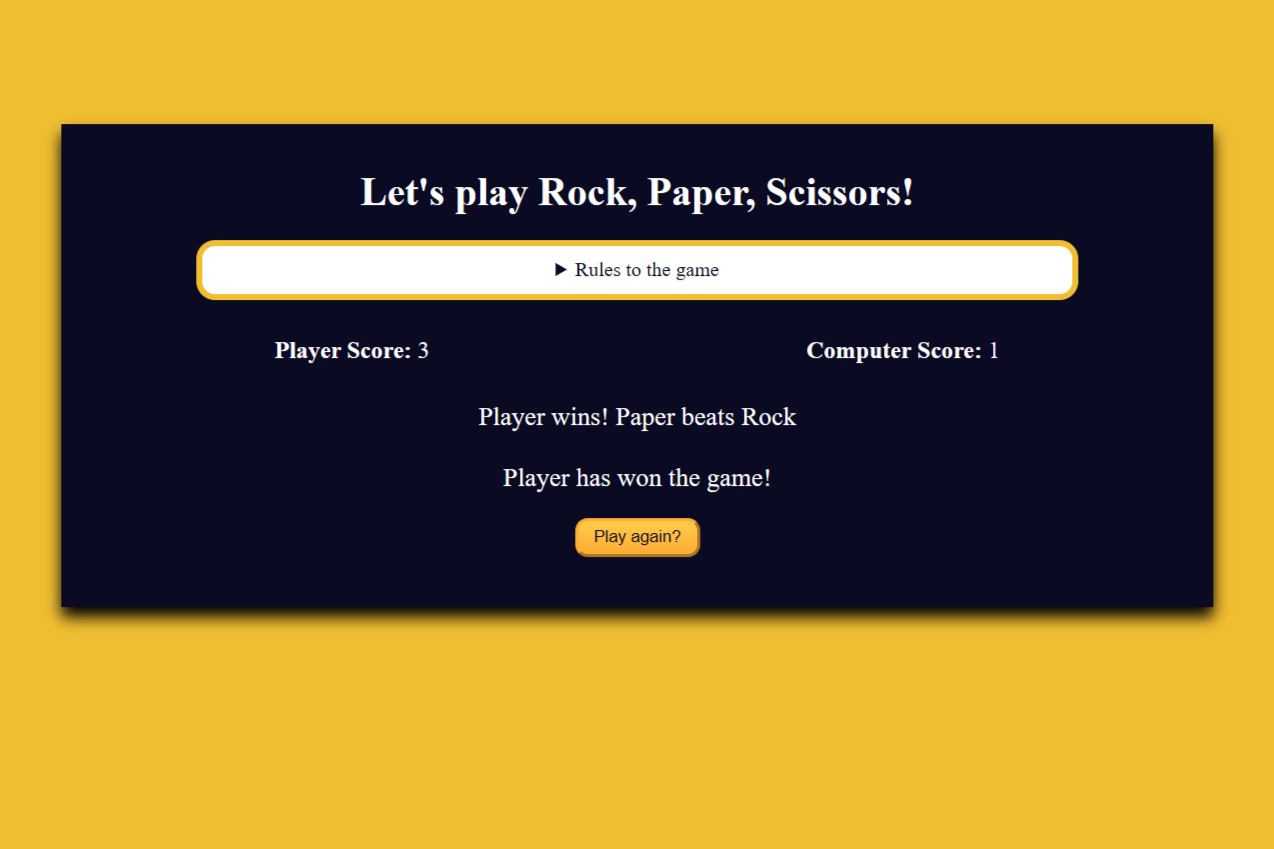 Let's play Rock, Paper, Scissors!
▶ Rules to the game
Player Score: 3 Computer Score: 1
Player wins! Paper beats Rock
Player has won the game!
Play again?